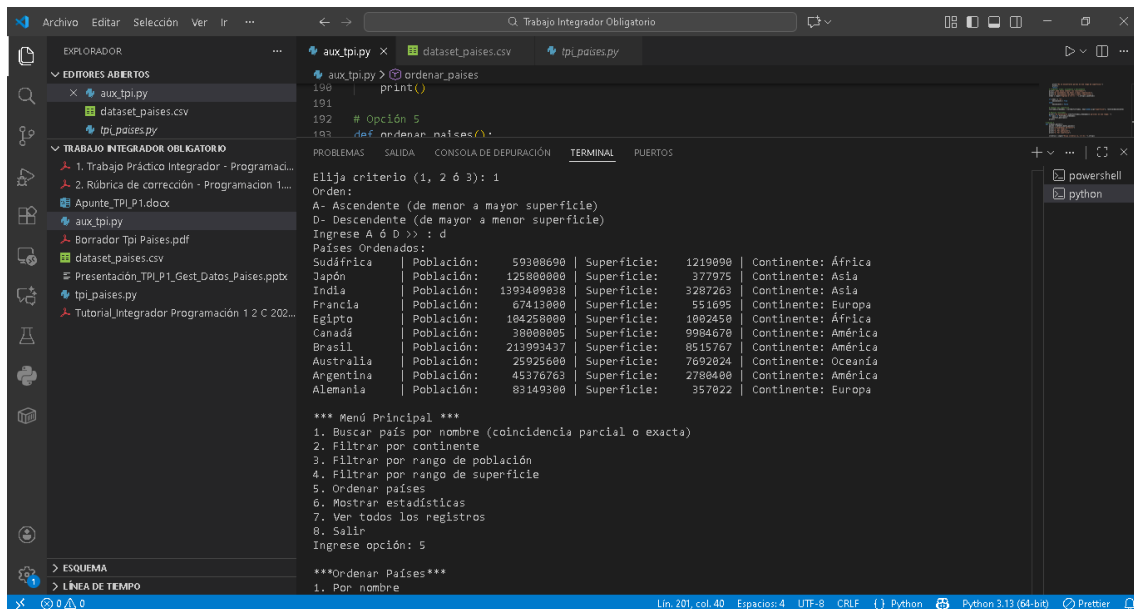 Archivo Editar Selección Ver Ir ··· Trabajo Integrador Obligatorio
EXPLORADOR ···
EDITORES ABIERTOS
aux_tpi.py
dataset_paises.csv
tpi_paises.py
TRABAJO INTEGRADOR OBLIGATORIO
1. Trabajo Práctico Integrador - Programaci...
2. Rúbrica de corrección - Programacion 1....
Apunte_TPI_P1.docx
aux_tpi.py
Borrador Tpi Paises.pdf
dataset_paises.csv
Presentación_TPI_P1_Gest_Datos_Paises.pptx
tpi_paises.py
Tutorial_Integrador Programación 1 2 C 202...
ESQUEMA
LÍNEA DE TIEMPO
aux_tpi.py dataset_paises.csv tpi_paises.py
aux_tpi.py > ordenar_paises
190 print()
191
192 # Opción 5
193 def ordenar_paises():
PROBLEMAS SALIDA CONSOLA DE DEPURACIÓN TERMINAL PUERTOS
powershell
python
Elija criterio (1, 2 ó 3): 1
Orden:
A- Ascendente (de menor a mayor superficie)
D- Descendente (de mayor a menor superficie)
Ingrese A ó D >> : d
Países Ordenados:
Sudáfrica | Población: 59308690 | Superficie: 1219090 | Continente: África
Japón | Población: 125800000 | Superficie: 377975 | Continente: Asia
India | Población: 1393409038 | Superficie: 3287263 | Continente: Asia
Francia | Población: 67413000 | Superficie: 551695 | Continente: Europa
Egipto | Población: 104258000 | Superficie: 1002450 | Continente: África
Canadá | Población: 38008005 | Superficie: 9984670 | Continente: América
Brasil | Población: 213993437 | Superficie: 8515767 | Continente: América
Australia | Población: 25925600 | Superficie: 7692024 | Continente: Oceanía
Argentina | Población: 45376763 | Superficie: 2780400 | Continente: América
Alemania | Población: 83149300 | Superficie: 357022 | Continente: Europa
*** Menú Principal ***
1. Buscar país por nombre (coincidencia parcial o exacta)
2. Filtrar por continente
3. Filtrar por rango de población
4. Filtrar por rango de superficie
5. Ordenar países
6. Mostrar estadísticas
7. Ver todos los registros
8. Salir
Ingrese opción: 5
***Ordenar Países***
1. Por nombre
1
0 0 Lín. 201, col. 40 Espacios: 4 UTF-8 CRLF {} Python Python 3.13 (64-bit) Prettier